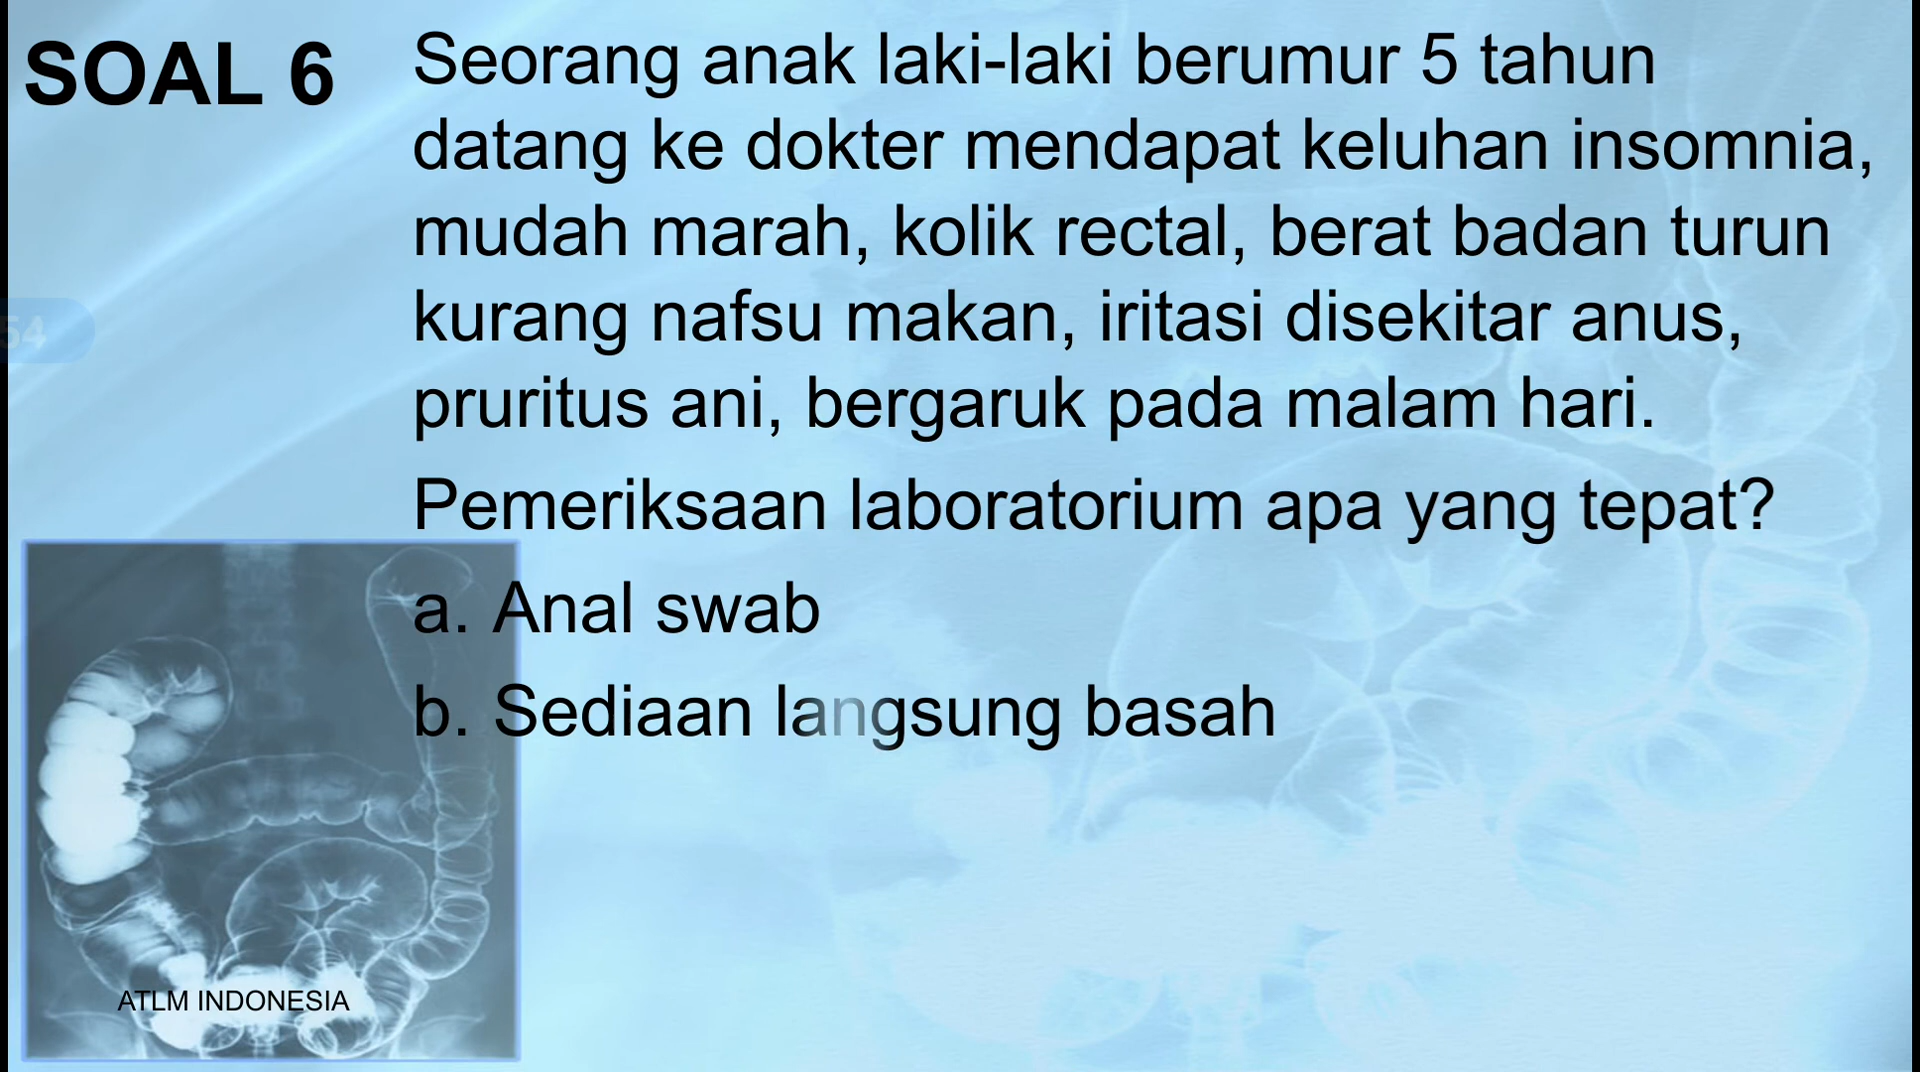 SOAL 6
Seorang anak laki-laki berumur 5 tahun
datang ke dokter mendapat keluhan insomnia,
mudah marah, kolik rectal, berat badan turun
kurang nafsu makan, iritasi disekitar anus,
pruritus ani, bergaruk pada malam hari.
Pemeriksaan laboratorium apa yang tepat?
a. Anal swab
b. Sediaan langsung basah
54
ATLM INDONESIA